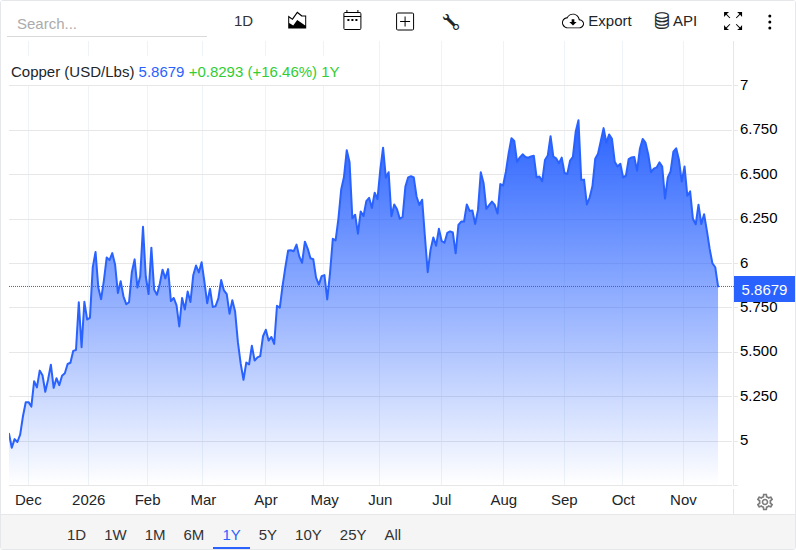 Search... 1D Export API
Copper (USD/Lbs) 5.8679 +0.8293 (+16.46%) 1Y
7
6.750
6.500
6.250
6
5.8679
5.750
5.500
5.250
5
Dec 2026 Feb Mar Apr May Jun Jul Aug Sep Oct Nov
1D 1W 1M 6M 1Y 5Y 10Y 25Y All